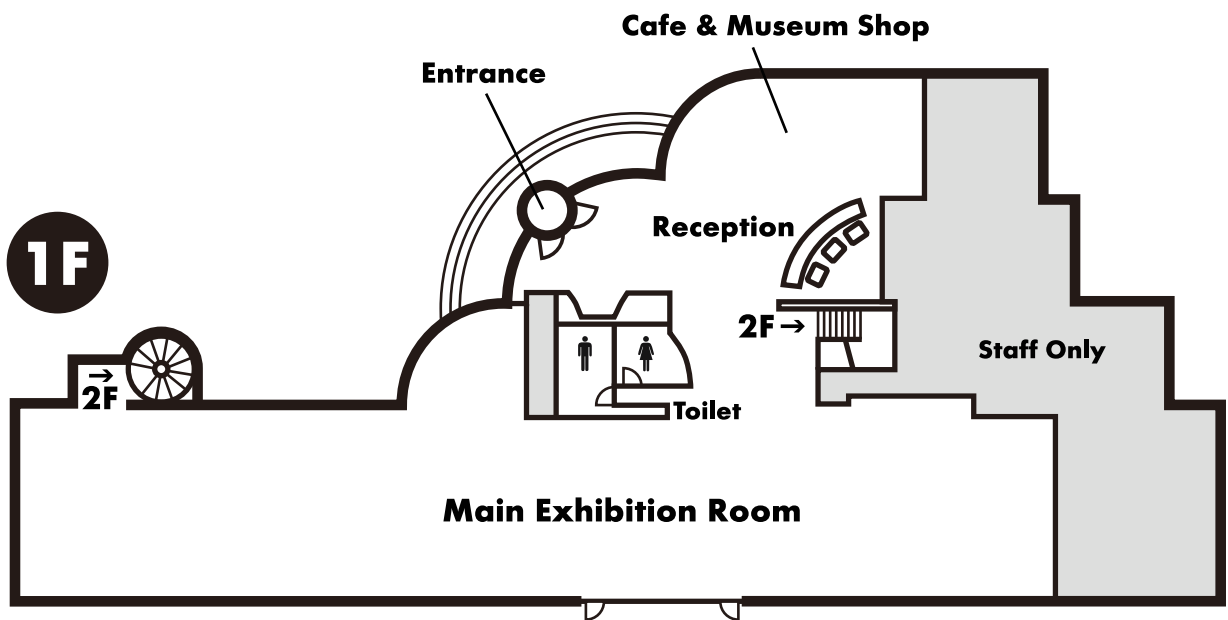 Cafe & Museum Shop
Entrance
Reception
1F
2F →
Staff Only
→
2F
Toilet
Main Exhibition Room